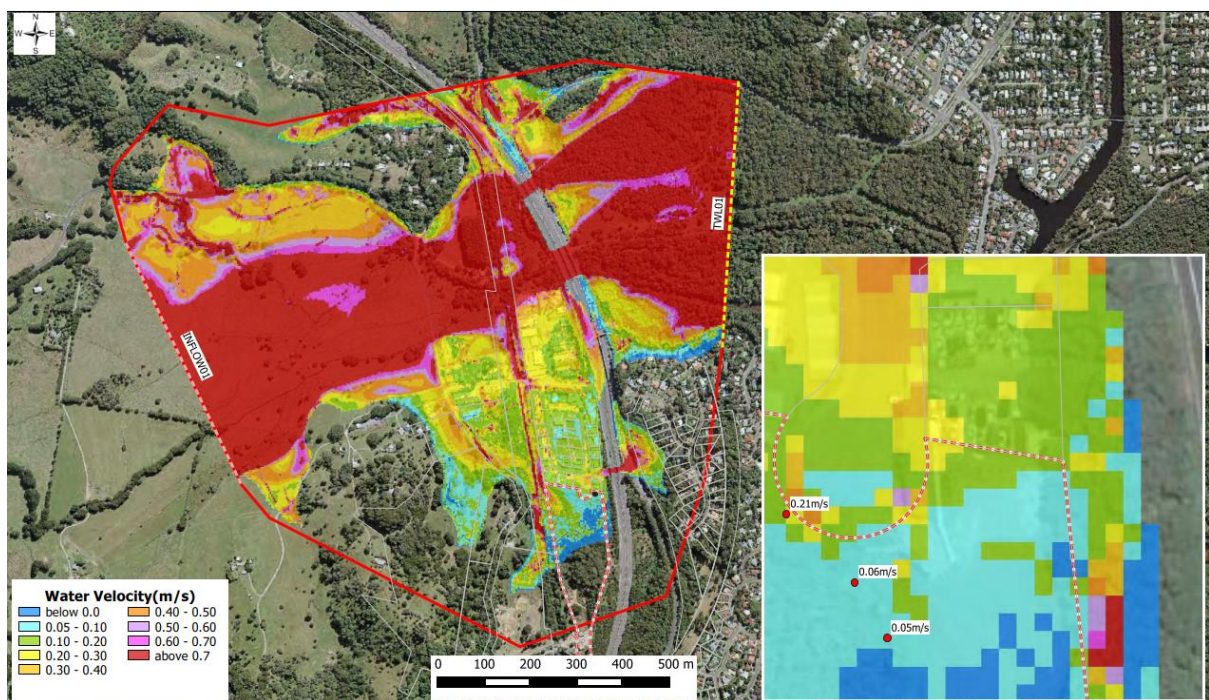 N
W E
S
INFLOW01
TWL01
0.21m/s
0.06m/s
0.05m/s
Water Velocity(m/s)
below 0.0 0.40 - 0.50
0.05 - 0.10 0.50 - 0.60
0.10 - 0.20 0.60 - 0.70
0.20 - 0.30 above 0.7
0.30 - 0.40
0 100 200 300 400 500 m